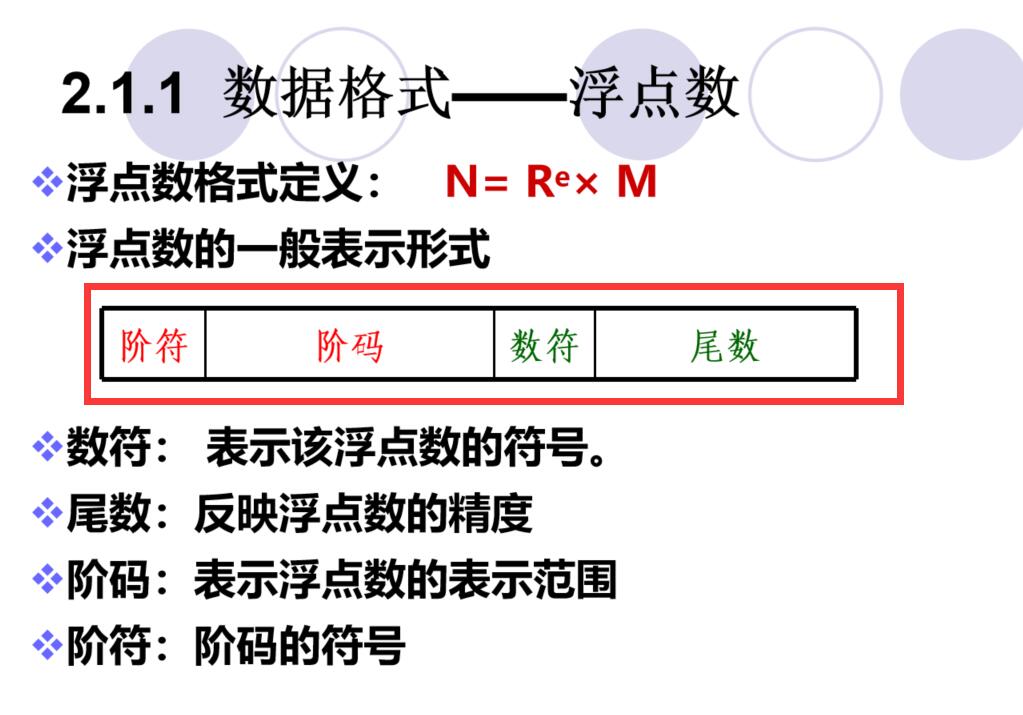 2.1.1 数据格式——浮点数
浮点数格式定义： N= Rᵉ× M
浮点数的一般表示形式
阶符 阶码 数符 尾数
数符： 表示该浮点数的符号。
尾数：反映浮点数的精度
阶码：表示浮点数的表示范围
阶符：阶码的符号